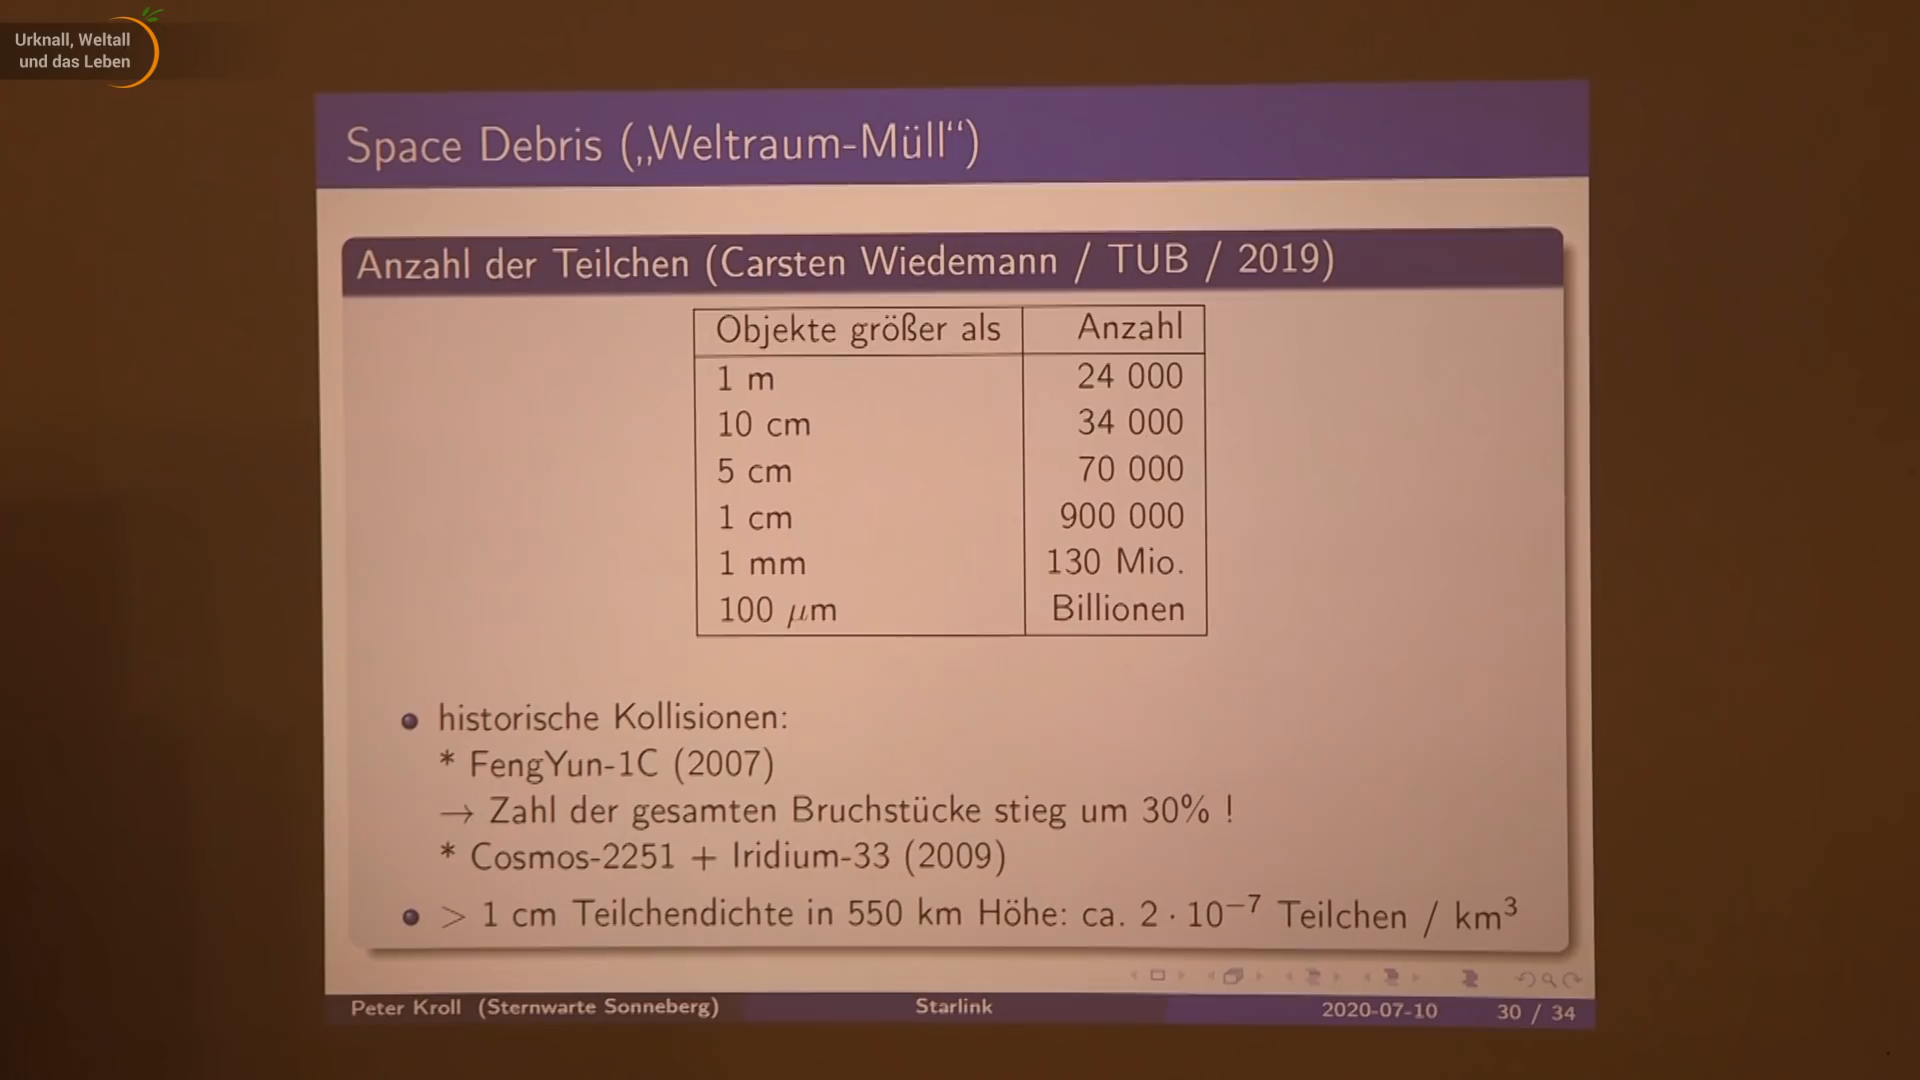 Urknall, Weltall
und das Leben
Space Debris („Weltraum-Müll“)
Anzahl der Teilchen (Carsten Wiedemann / TUB / 2019)
Objekte größer als Anzahl
1 m 24 000
10 cm 34 000
5 cm 70 000
1 cm 900 000
1 mm 130 Mio.
100 μm Billionen
• historische Kollisionen:
* FengYun-1C (2007)
→ Zahl der gesamten Bruchstücke stieg um 30% !
* Cosmos-2251 + Iridium-33 (2009)
• > 1 cm Teilchendichte in 550 km Höhe: ca. 2 · 10⁻⁷ Teilchen / km³
Peter Kroll (Sternwarte Sonneberg) Starlink 2020-07-10 30 / 34